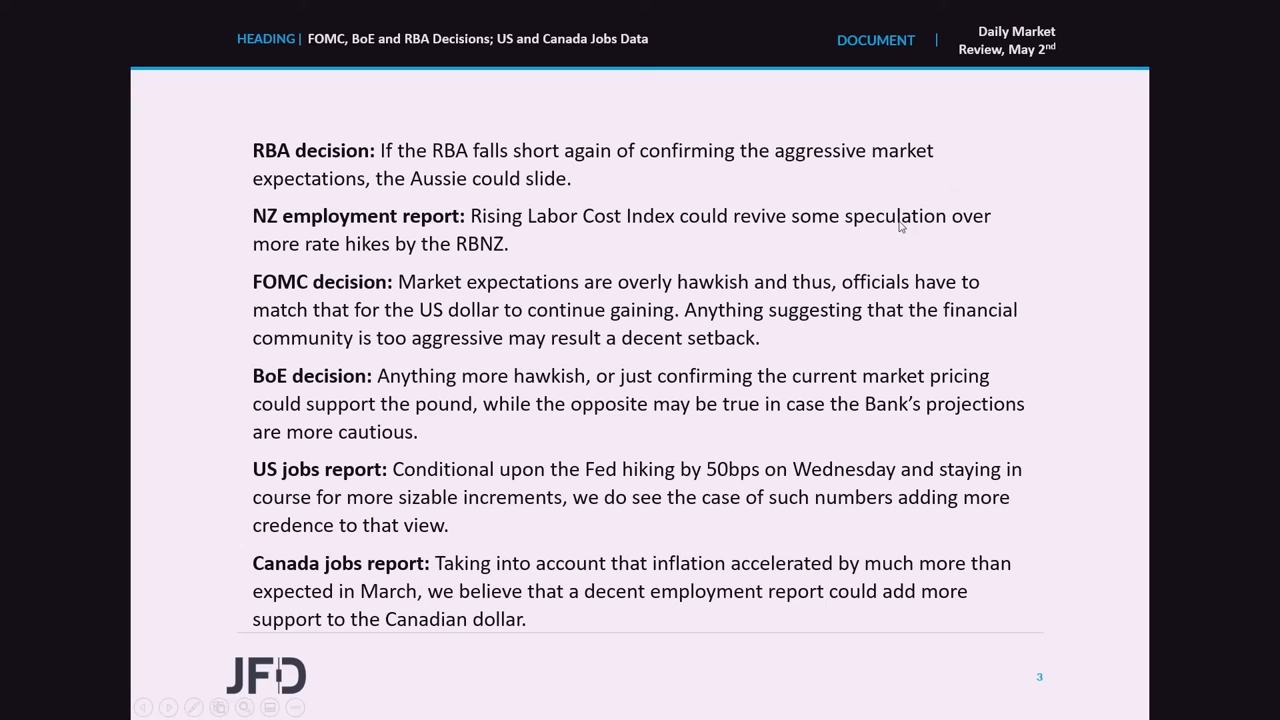 HEADING | FOMC, BoE and RBA Decisions; US and Canada Jobs Data
DOCUMENT |
Daily Market
Review, May 2nd
RBA decision: If the RBA falls short again of confirming the aggressive market
expectations, the Aussie could slide.
NZ employment report: Rising Labor Cost Index could revive some speculation over
more rate hikes by the RBNZ.
FOMC decision: Market expectations are overly hawkish and thus, officials have to
match that for the US dollar to continue gaining. Anything suggesting that the financial
community is too aggressive may result a decent setback.
BoE decision: Anything more hawkish, or just confirming the current market pricing
could support the pound, while the opposite may be true in case the Bank’s projections
are more cautious.
US jobs report: Conditional upon the Fed hiking by 50bps on Wednesday and staying in
course for more sizable increments, we do see the case of such numbers adding more
credence to that view.
Canada jobs report: Taking into account that inflation accelerated by much more than
expected in March, we believe that a decent employment report could add more
support to the Canadian dollar.
JFD
3